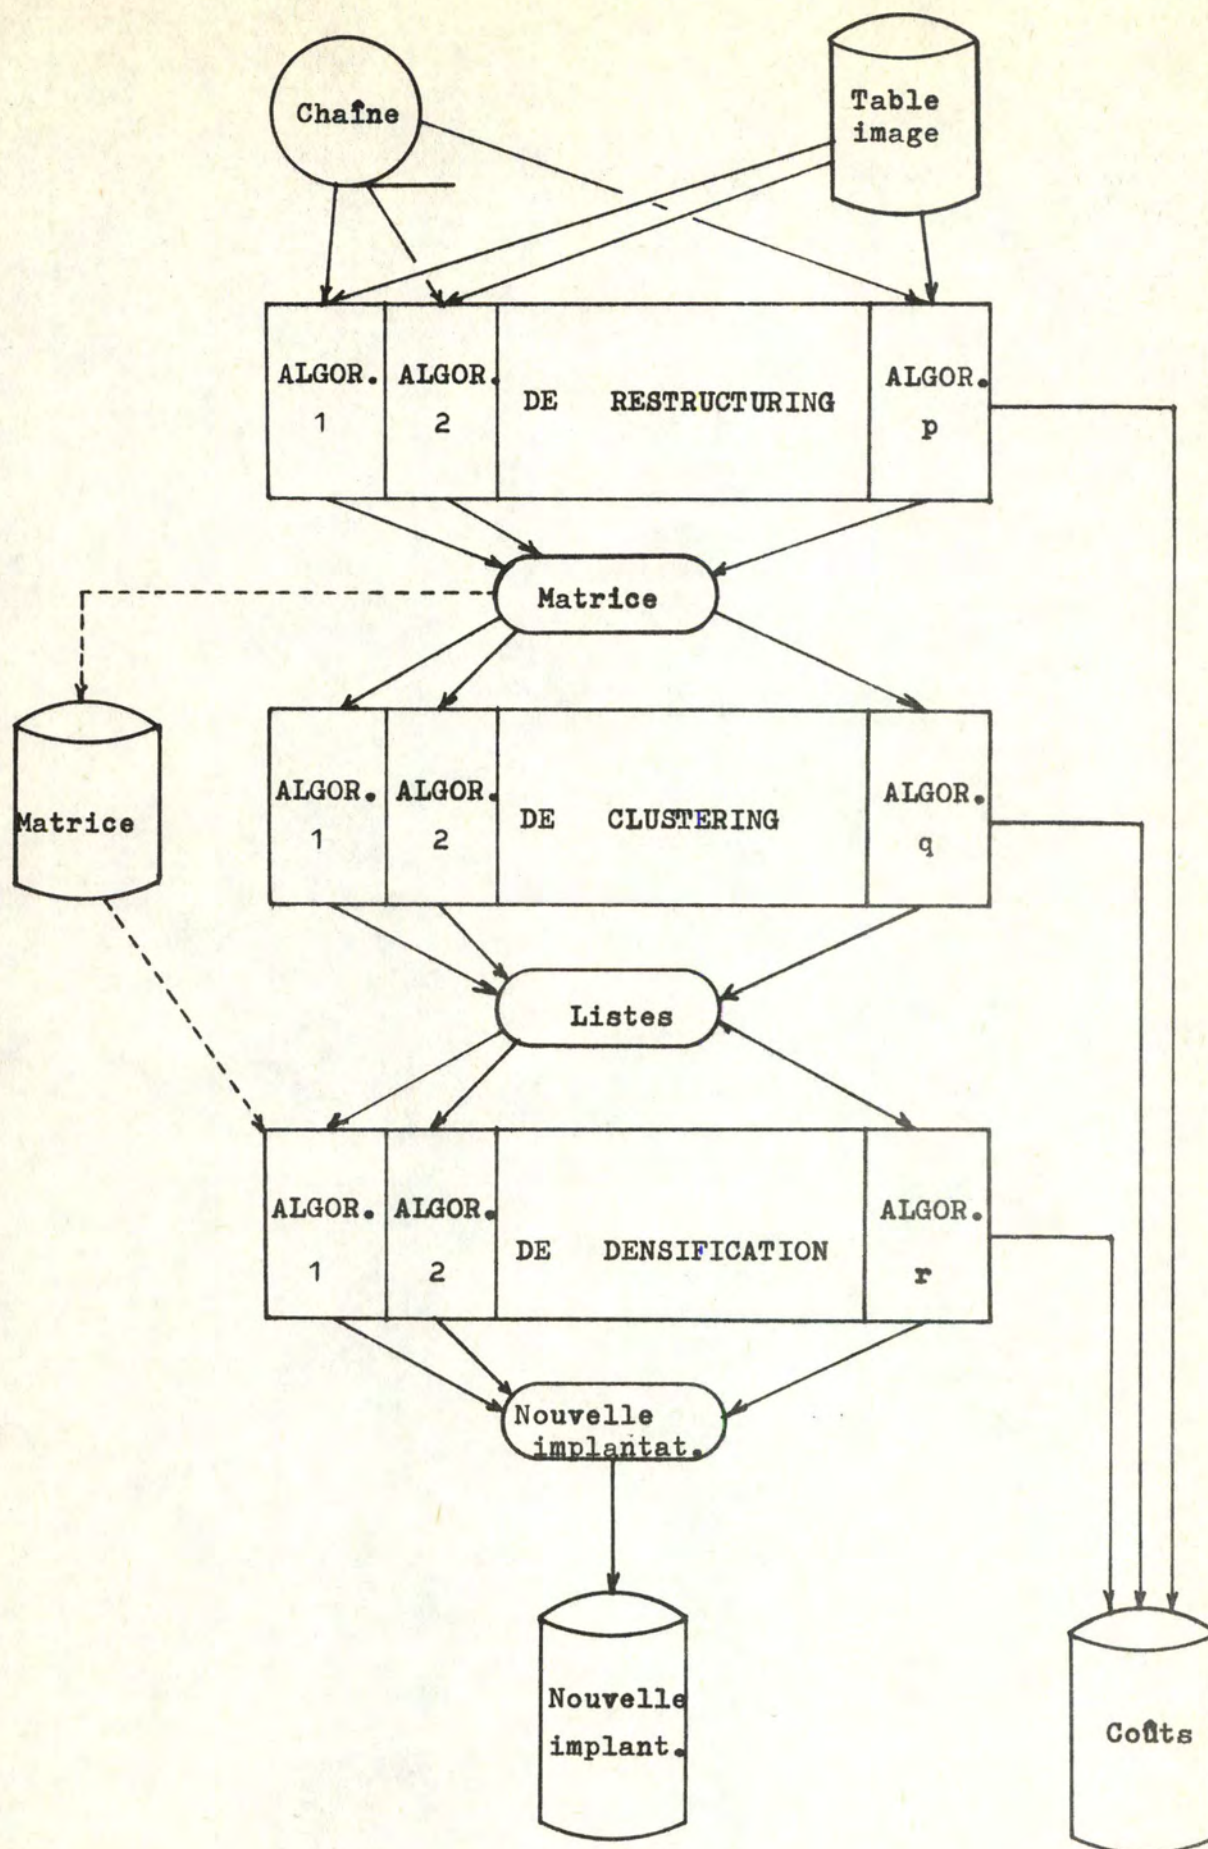 Chaîne
Table
image
ALGOR.
1
ALGOR.
2
DE RESTRUCTURING
ALGOR.
p
Matrice
Matrice
ALGOR.
1
ALGOR.
2
DE CLUSTERING
ALGOR.
q
Listes
ALGOR.
1
ALGOR.
2
DE DENSIFICATION
ALGOR.
r
Nouvelle
implantat.
Nouvelle
implant.
Coûts